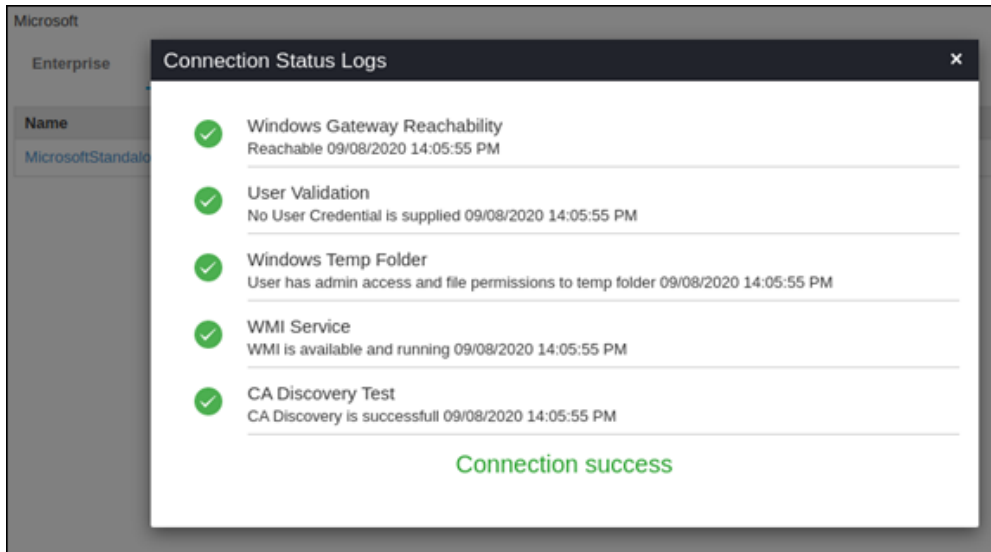 Microsoft
Enterprise
Connection Status Logs
×
Name
MicrosoftStandalo
Windows Gateway Reachability
Reachable 09/08/2020 14:05:55 PM
User Validation
No User Credential is supplied 09/08/2020 14:05:55 PM
Windows Temp Folder
User has admin access and file permissions to temp folder 09/08/2020 14:05:55 PM
WMI Service
WMI is available and running 09/08/2020 14:05:55 PM
CA Discovery Test
CA Discovery is successfull 09/08/2020 14:05:55 PM
Connection success